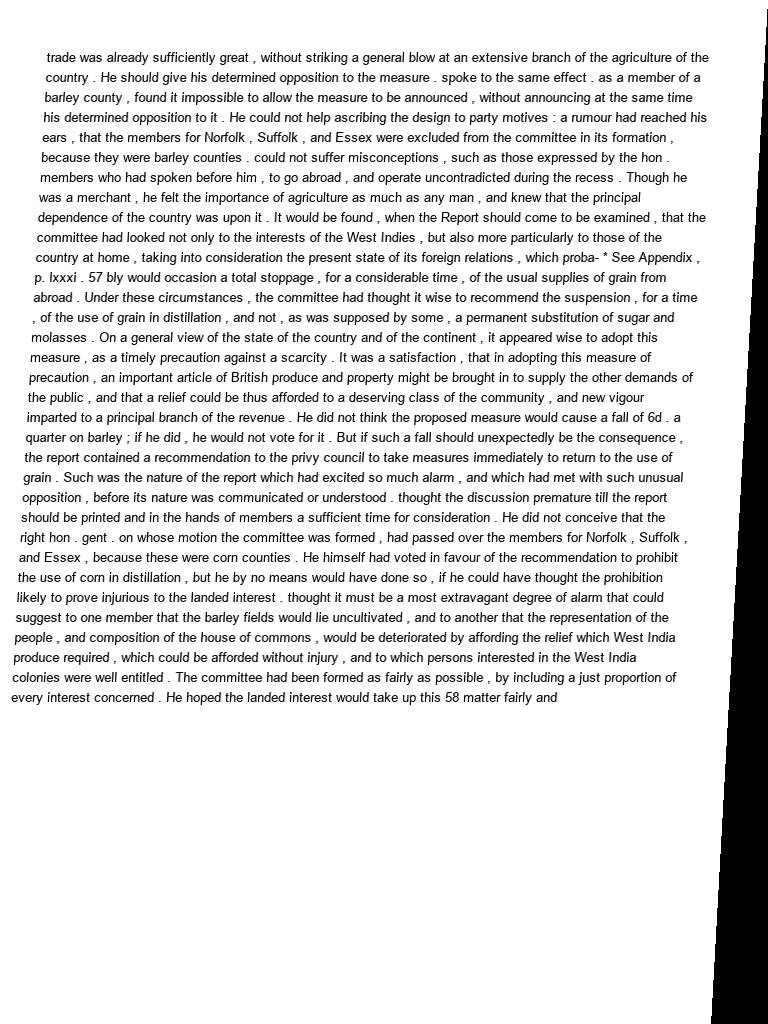 trade was already sufficiently great , without striking a general blow at an extensive branch of the agriculture of the
country . He should give his determined opposition to the measure . spoke to the same effect . as a member of a
barley county , found it impossible to allow the measure to be announced , without announcing at the same time
his determined opposition to it . He could not help ascribing the design to party motives : a rumour had reached his
ears , that the members for Norfolk , Suffolk , and Essex were excluded from the committee in its formation ,
because they were barley counties . could not suffer misconceptions , such as those expressed by the hon .
members who had spoken before him , to go abroad , and operate uncontradicted during the recess . Though he
was a merchant , he felt the importance of agriculture as much as any man , and knew that the principal
dependence of the country was upon it . It would be found , when the Report should come to be examined , that the
committee had looked not only to the interests of the West Indies , but also more particularly to those of the
country at home , taking into consideration the present state of its foreign relations , which proba- * See Appendix ,
p. lxxxi . 57 bly would occasion a total stoppage , for a considerable time , of the usual supplies of grain from
abroad . Under these circumstances , the committee had thought it wise to recommend the suspension , for a time
, of the use of grain in distillation , and not , as was supposed by some , a permanent substitution of sugar and
molasses . On a general view of the state of the country and of the continent , it appeared wise to adopt this
measure , as a timely precaution against a scarcity . It was a satisfaction , that in adopting this measure of
precaution , an important article of British produce and property might be brought in to supply the other demands of
the public , and that a relief could be thus afforded to a deserving class of the community , and new vigour
imparted to a principal branch of the revenue . He did not think the proposed measure would cause a fall of 6d . a
quarter on barley ; if he did , he would not vote for it . But if such a fall should unexpectedly be the consequence ,
the report contained a recommendation to the privy council to take measures immediately to return to the use of
grain . Such was the nature of the report which had excited so much alarm , and which had met with such unusual
opposition , before its nature was communicated or understood . thought the discussion premature till the report
should be printed and in the hands of members a sufficient time for consideration . He did not conceive that the
right hon . gent . on whose motion the committee was formed , had passed over the members for Norfolk , Suffolk ,
and Essex , because these were corn counties . He himself had voted in favour of the recommendation to prohibit
the use of corn in distillation , but he by no means would have done so , if he could have thought the prohibition
likely to prove injurious to the landed interest . thought it must be a most extravagant degree of alarm that could
suggest to one member that the barley fields would lie uncultivated , and to another that the representation of the
people , and composition of the house of commons , would be deteriorated by affording the relief which West India
produce required , which could be afforded without injury , and to which persons interested in the West India
colonies were well entitled . The committee had been formed as fairly as possible , by including a just proportion of
every interest concerned . He hoped the landed interest would take up this 58 matter fairly and